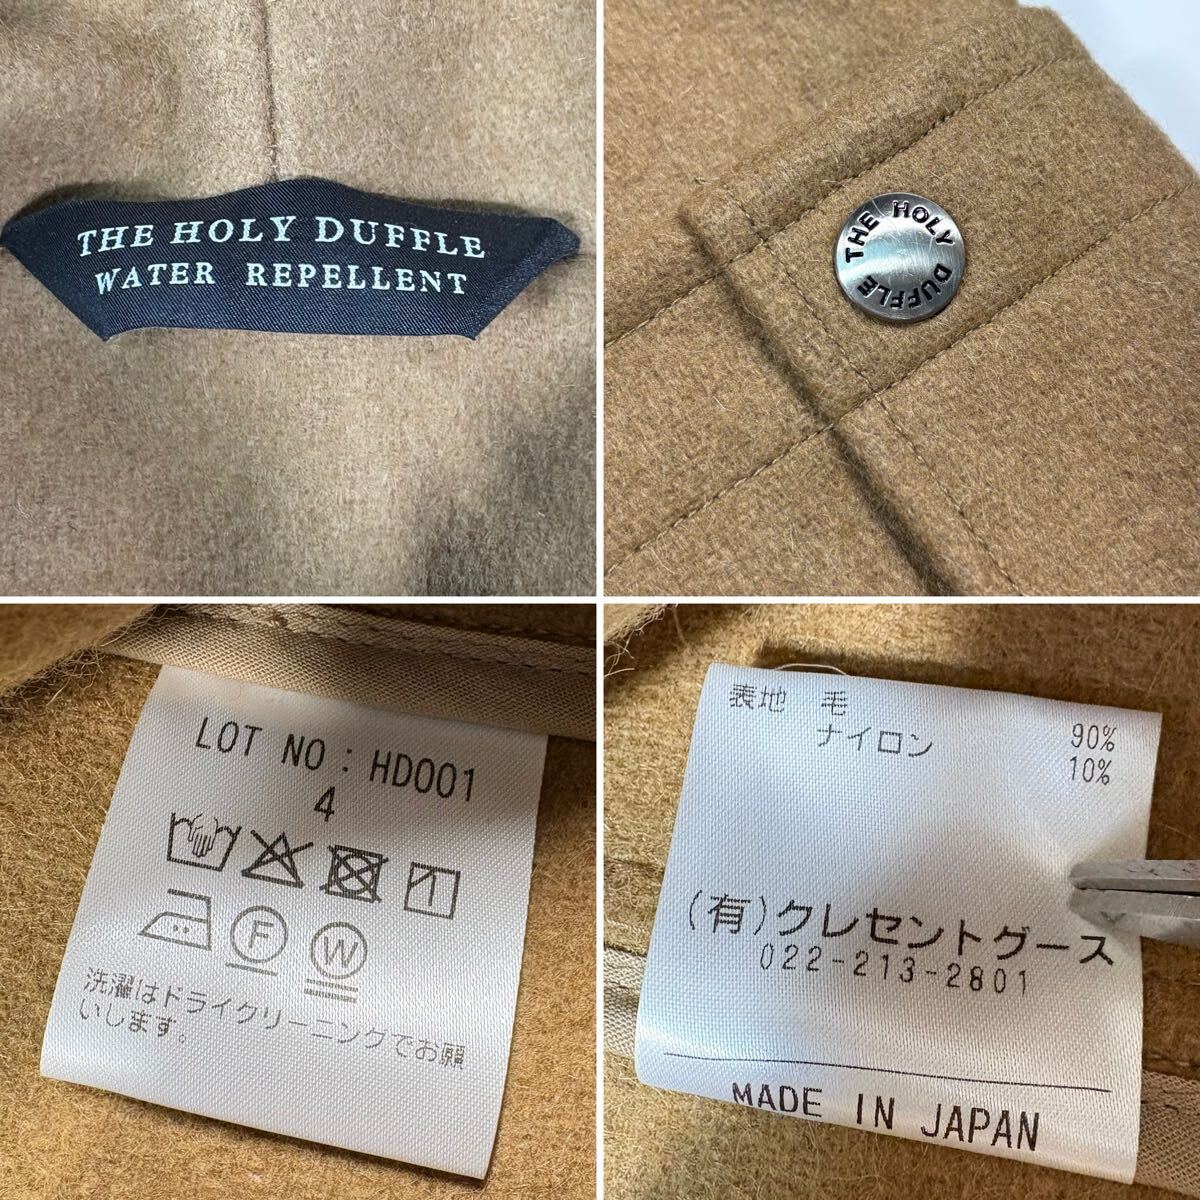 THE HOLY DUFFLE
WATER REPELLENT
THE HOLY DUFFLE
LOT NO : HD001
4
F
W
洗濯はドライクリーニングでお願
いします。
表地 毛 90%
ナイロン 10%
(有)クレセントグース
022-213-2801
MADE IN JAPAN